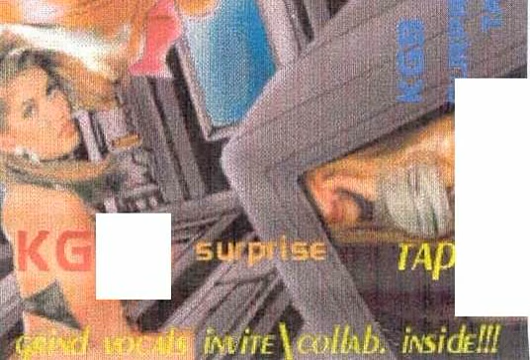 KGB
KG surprise TAP
grind vocals invite\collab. inside!!!